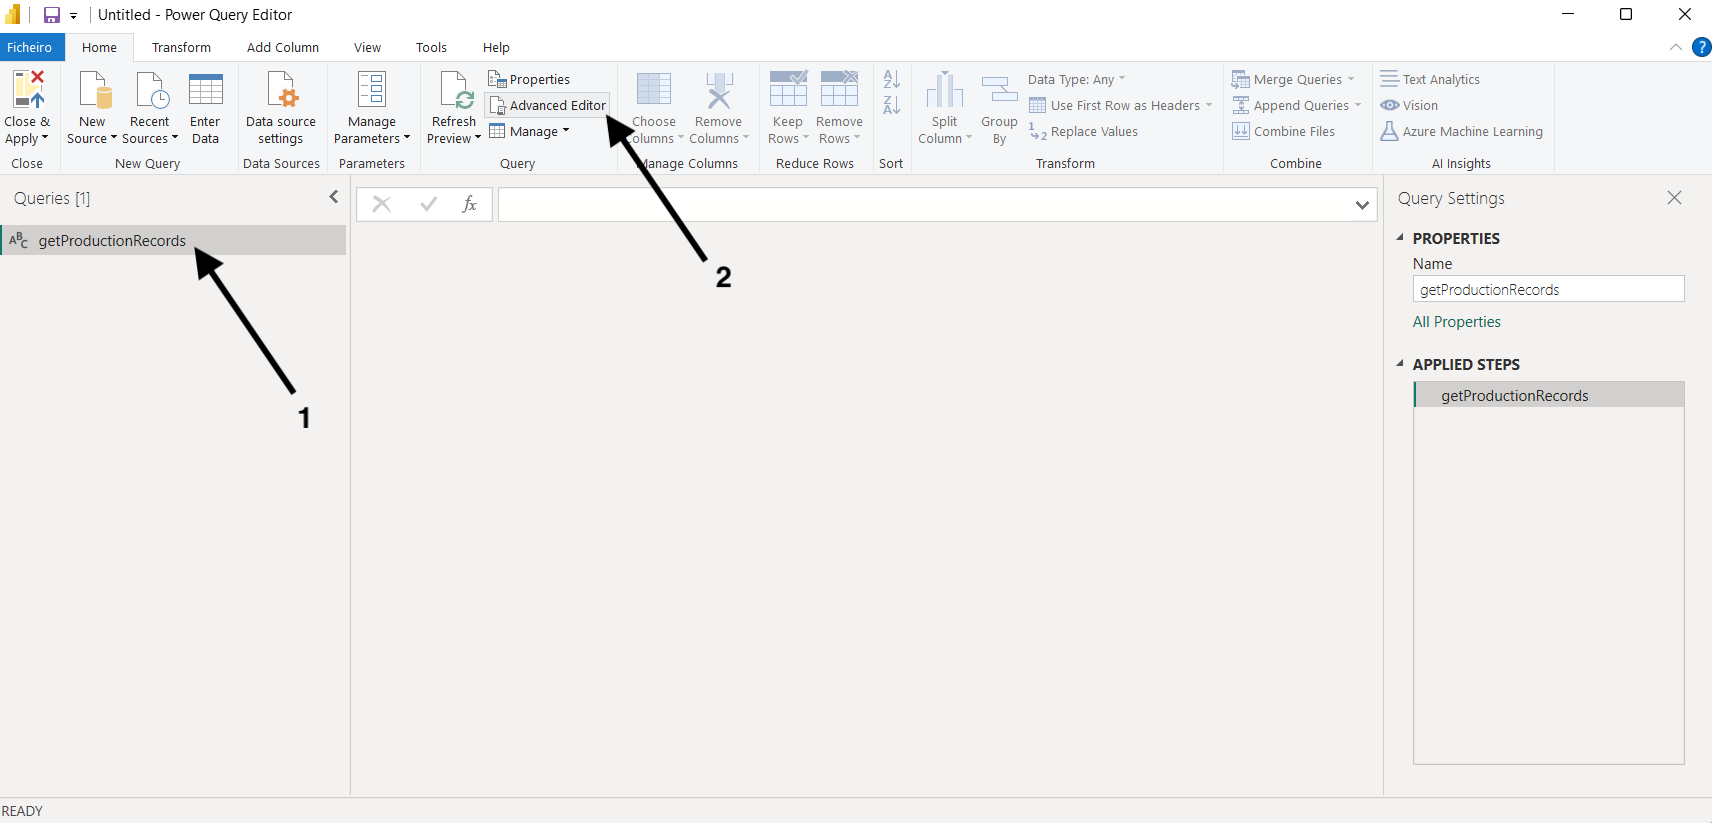 Untitled - Power Query Editor
Ficheiro Home Transform Add Column View Tools Help
?
Close &
Apply
Close
New
Source
Recent
Sources
Enter
Data
New Query
Data source
settings
Data Sources
Manage
Parameters
Parameters
Refresh
Preview
Properties
Advanced Editor
Manage
Query
Choose
Columns
Remove
Columns
Manage Columns
Keep
Rows
Remove
Rows
Reduce Rows
A
Z
Z
A
Sort
Split
Column
Group
By
Data Type: Any
Use First Row as Headers
1
2
Replace Values
Transform
Merge Queries
Append Queries
Combine Files
Combine
Text Analytics
Vision
Azure Machine Learning
AI Insights
Queries [1]
ABC getProductionRecords
1
fx
2
Query Settings
PROPERTIES
Name
getProductionRecords
All Properties
APPLIED STEPS
getProductionRecords
READY